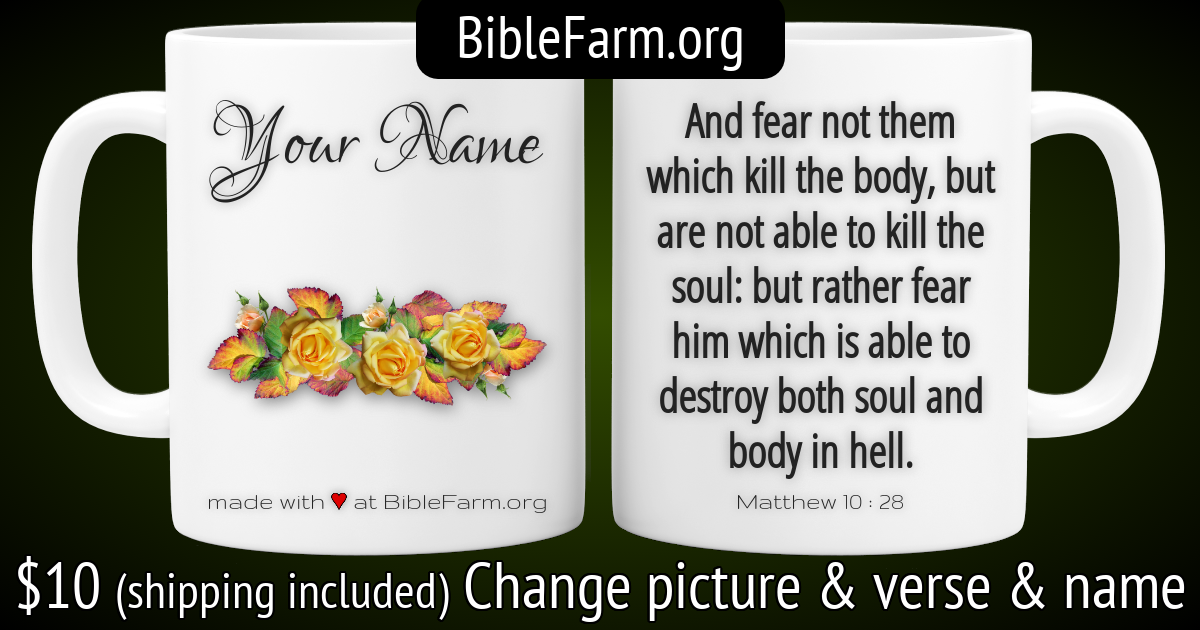 BibleFarm.org
Your Name
made with ♥ at BibleFarm.org
And fear not them
which kill the body, but
are not able to kill the
soul: but rather fear
him which is able to
destroy both soul and
body in hell.
Matthew 10 : 28
$10 (shipping included) Change picture & verse & name